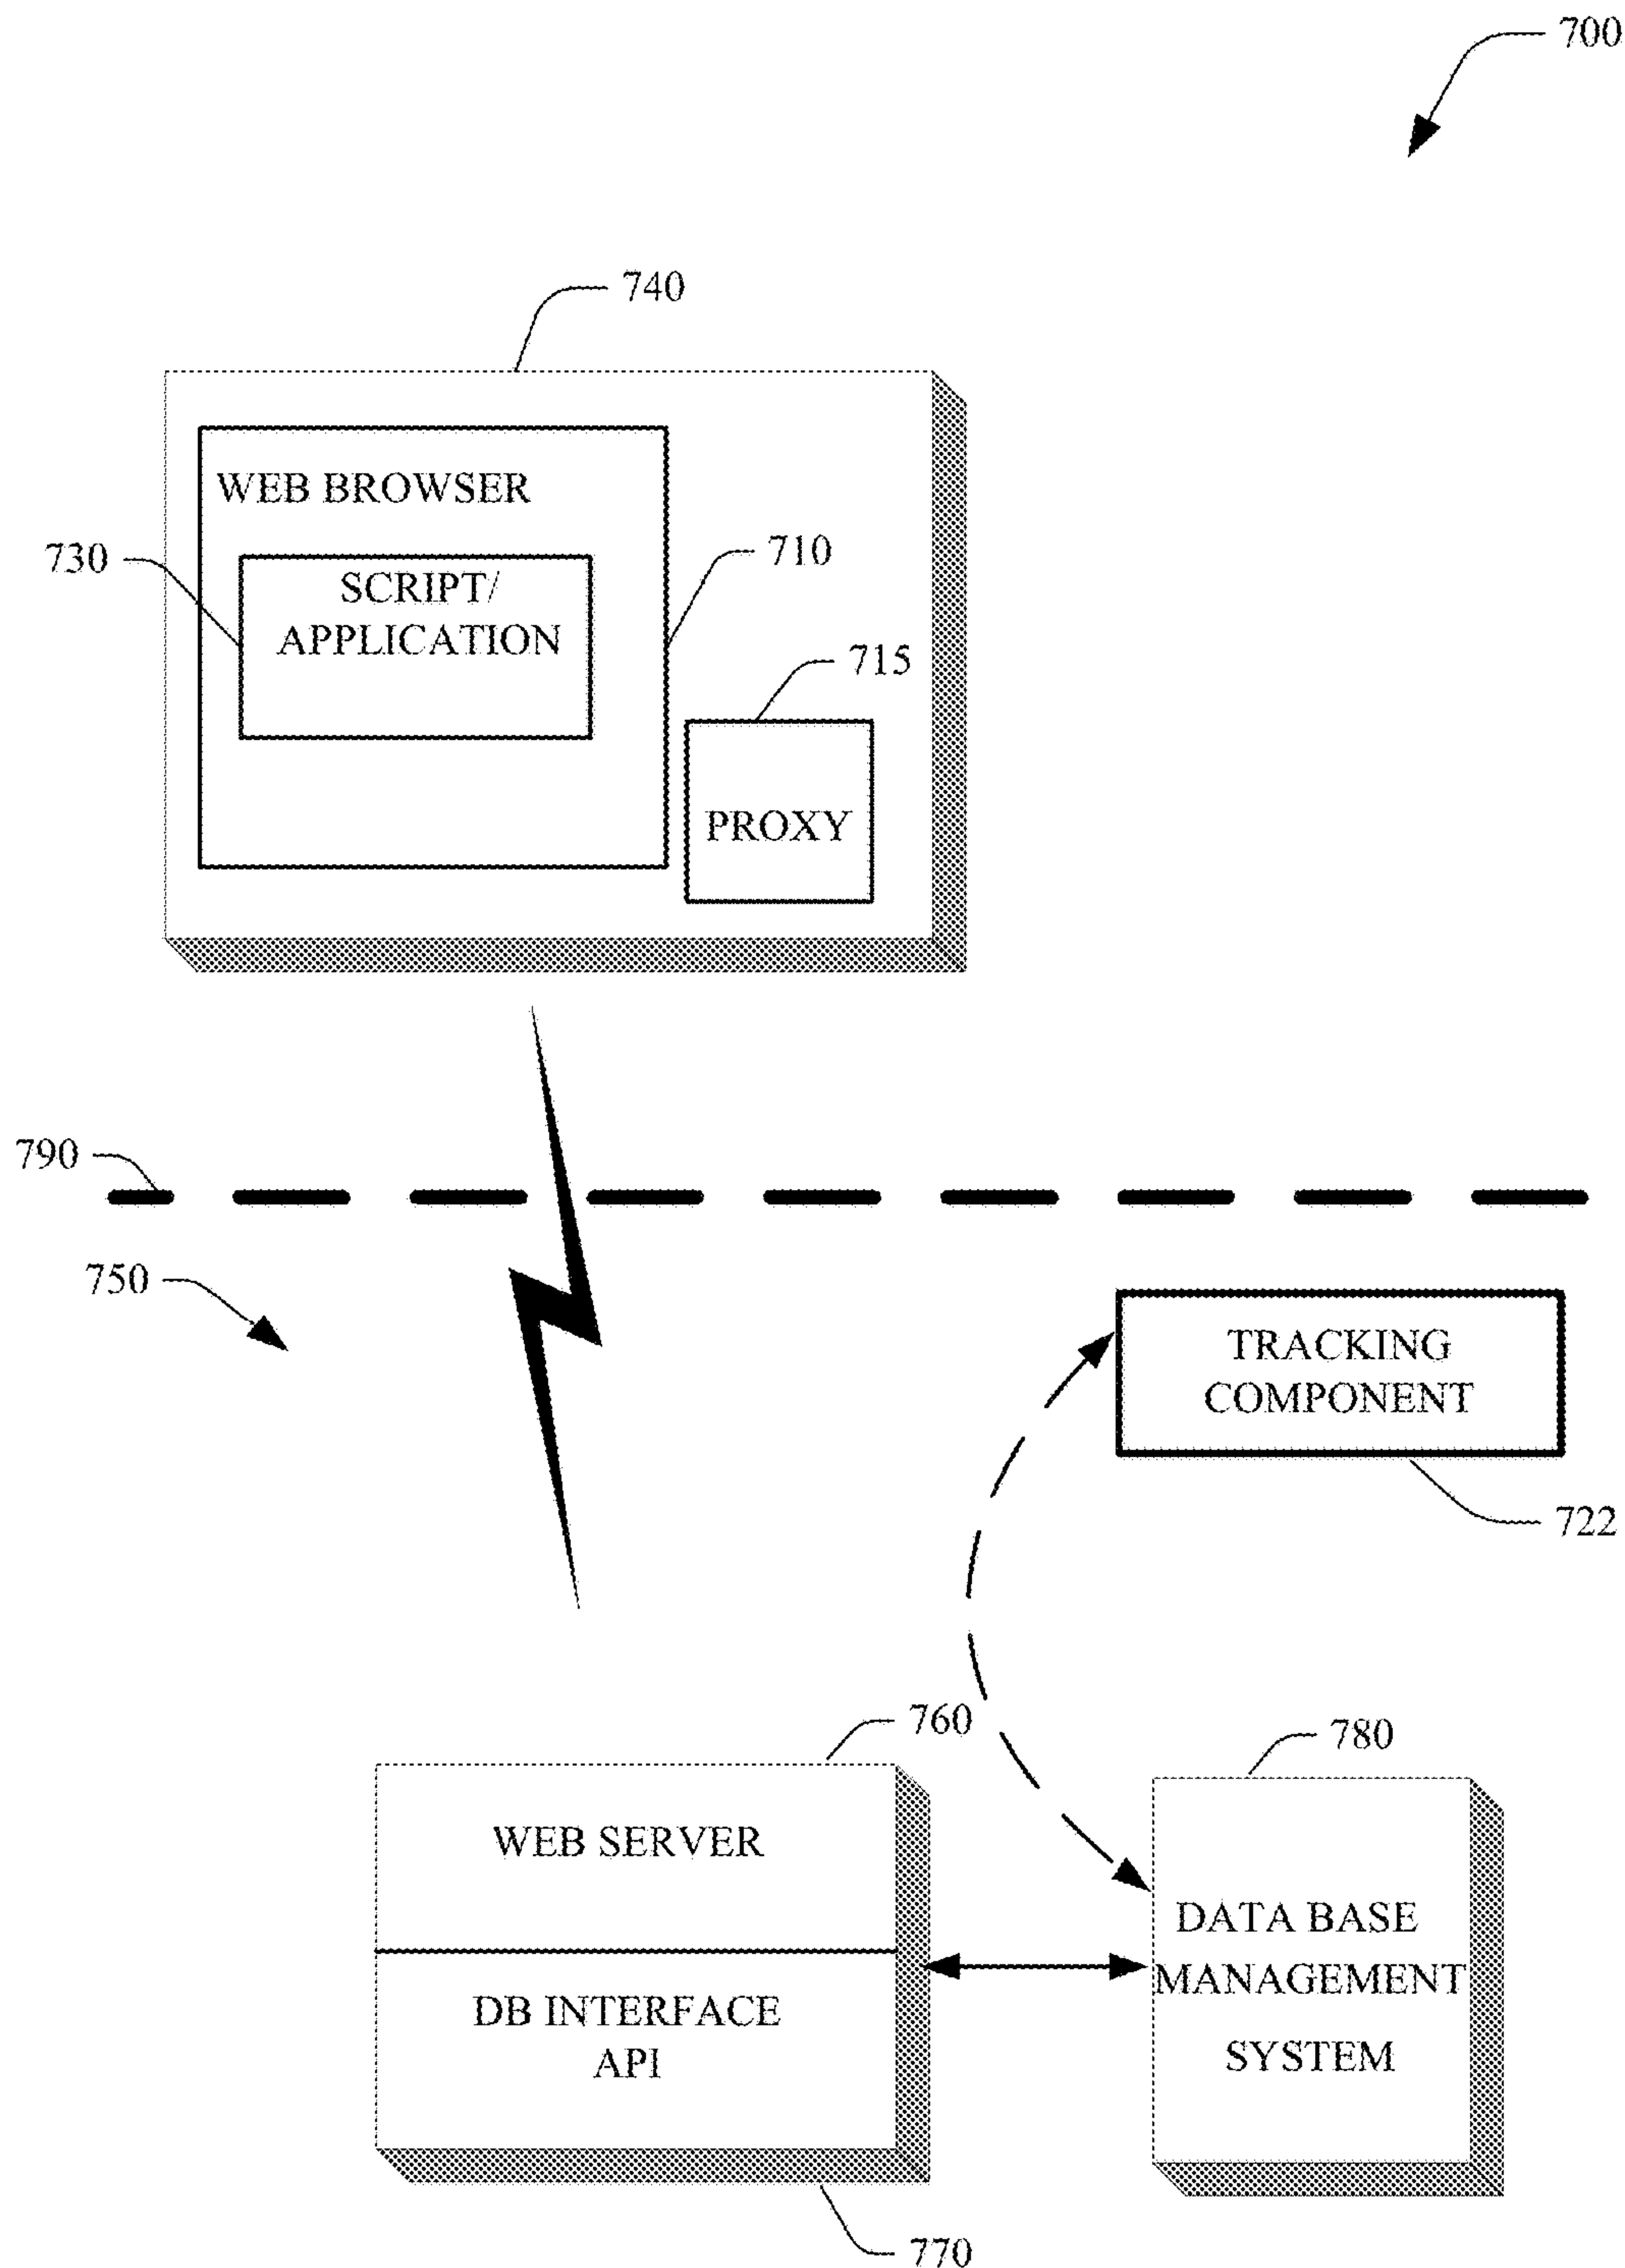 700
740
WEB BROWSER
730
710
SCRIPT/
APPLICATION
715
PROXY
790
750
TRACKING
COMPONENT
722
760
780
WEB SERVER
DATA BASE
MANAGEMENT
SYSTEM
DB INTERFACE
API
770